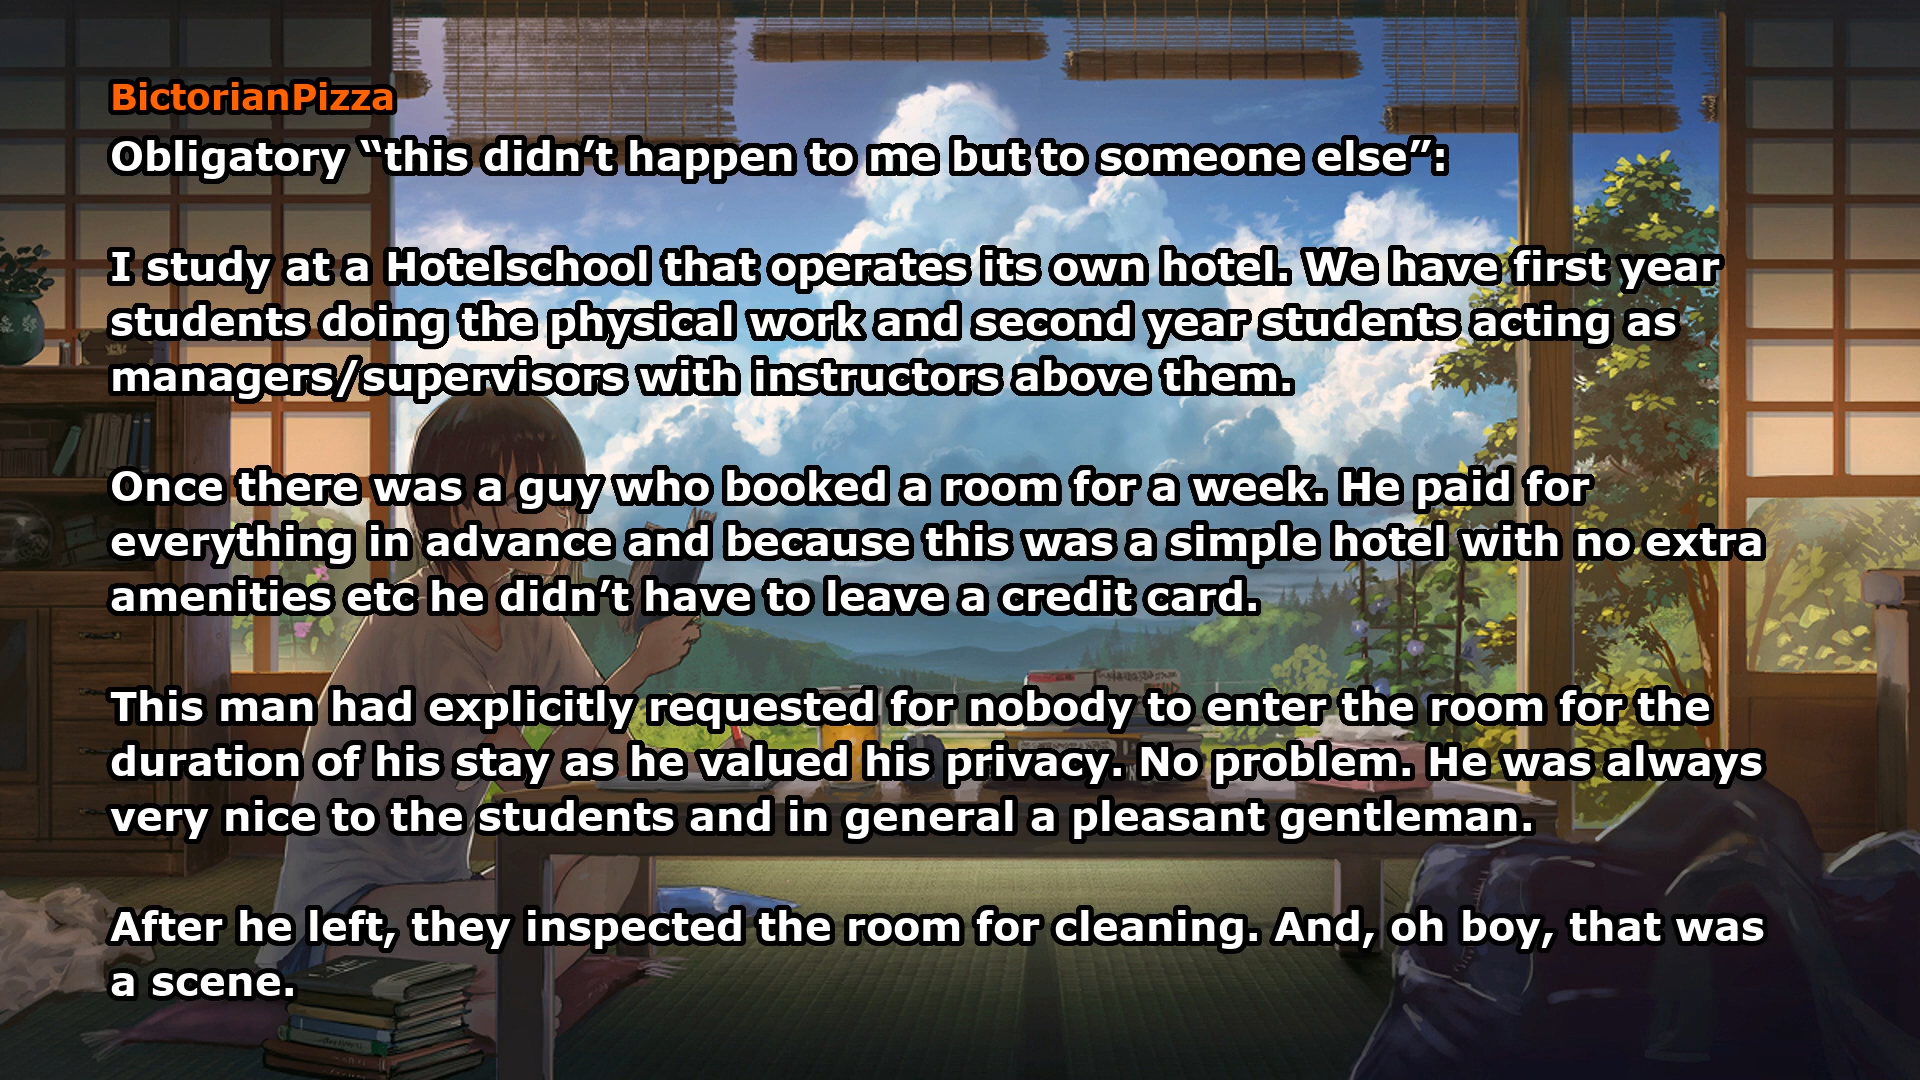 BictorianPizza
Obligatory “this didn’t happen to me but to someone else”:
I study at a Hotelschool that operates its own hotel. We have first year
students doing the physical work and second year students acting as
managers/supervisors with instructors above them.
Once there was a guy who booked a room for a week. He paid for
everything in advance and because this was a simple hotel with no extra
amenities etc he didn’t have to leave a credit card.
This man had explicitly requested for nobody to enter the room for the
duration of his stay as he valued his privacy. No problem. He was always
very nice to the students and in general a pleasant gentleman.
After he left, they inspected the room for cleaning. And, oh boy, that was
a scene.